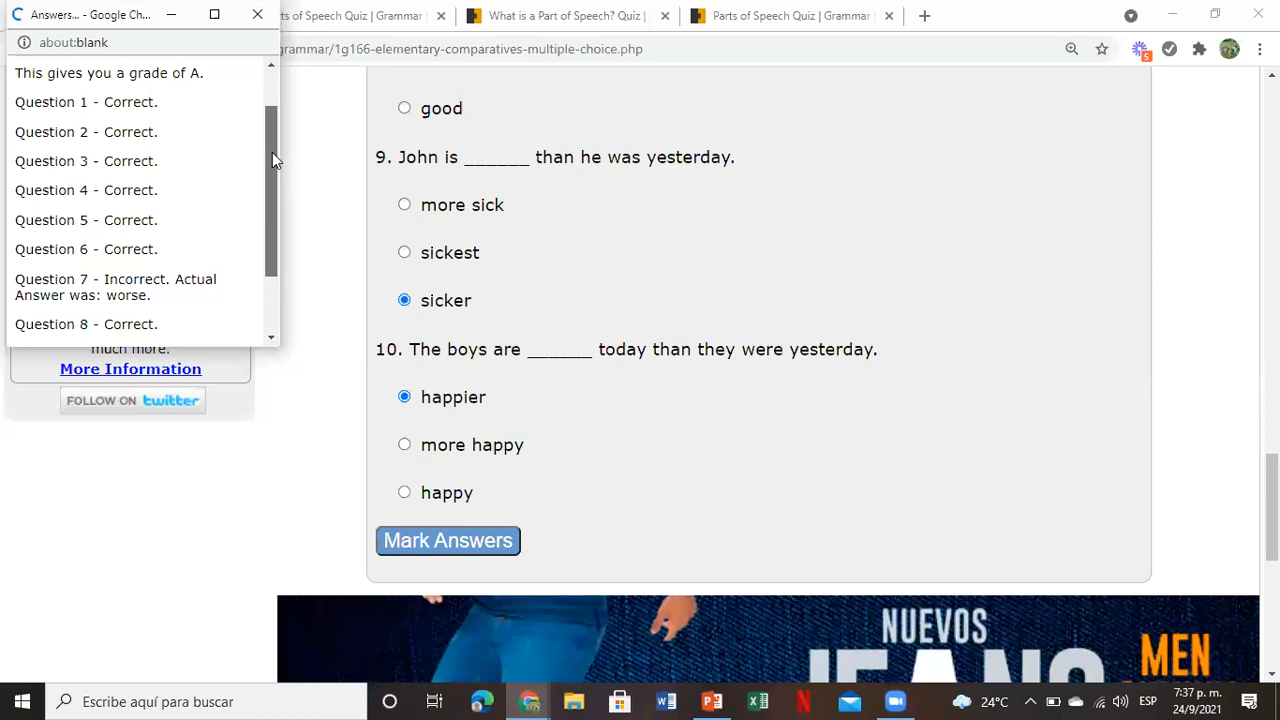 Answers... - Google Ch...
ts of Speech Quiz | Grammar
What is a Part of Speech? Quiz |
Parts of Speech Quiz | Grammar
about:blank
grammar/1g166-elementary-comparatives-multiple-choice.php
5
This gives you a grade of A.
Question 1 - Correct.
Question 2 - Correct.
Question 3 - Correct.
Question 4 - Correct.
Question 5 - Correct.
Question 6 - Correct.
Question 7 - Incorrect. Actual
Answer was: worse.
Question 8 - Correct.
much more.
More Information
FOLLOW ON twitter
good
9. John is ______ than he was yesterday.
more sick
sickest
sicker
10. The boys are ______ today than they were yesterday.
happier
more happy
happy
Mark Answers
NUEVOS
JEANS
MEN
Escribe aquí para buscar
24°C
ESP
7:37 p. m.
24/9/2021